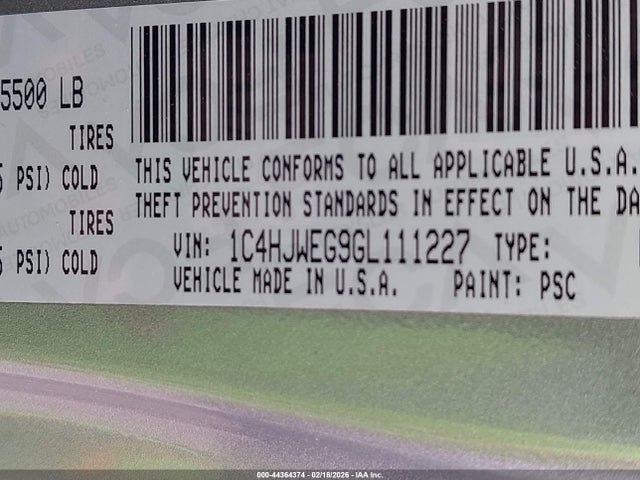 5500 LB
TIRES
PSI) COLD
TIRES
PSI) COLD
THIS VEHICLE CONFORMS TO ALL APPLICABLE U.S.A.
THEFT PREVENTION STANDARDS IN EFFECT ON THE DA
VIN: 1C4HJWEG9GL111227 TYPE:
VEHICLE MADE IN U.S.A. PAINT: PSC
000-44364374 - 02/18/2026 - IAA Inc.